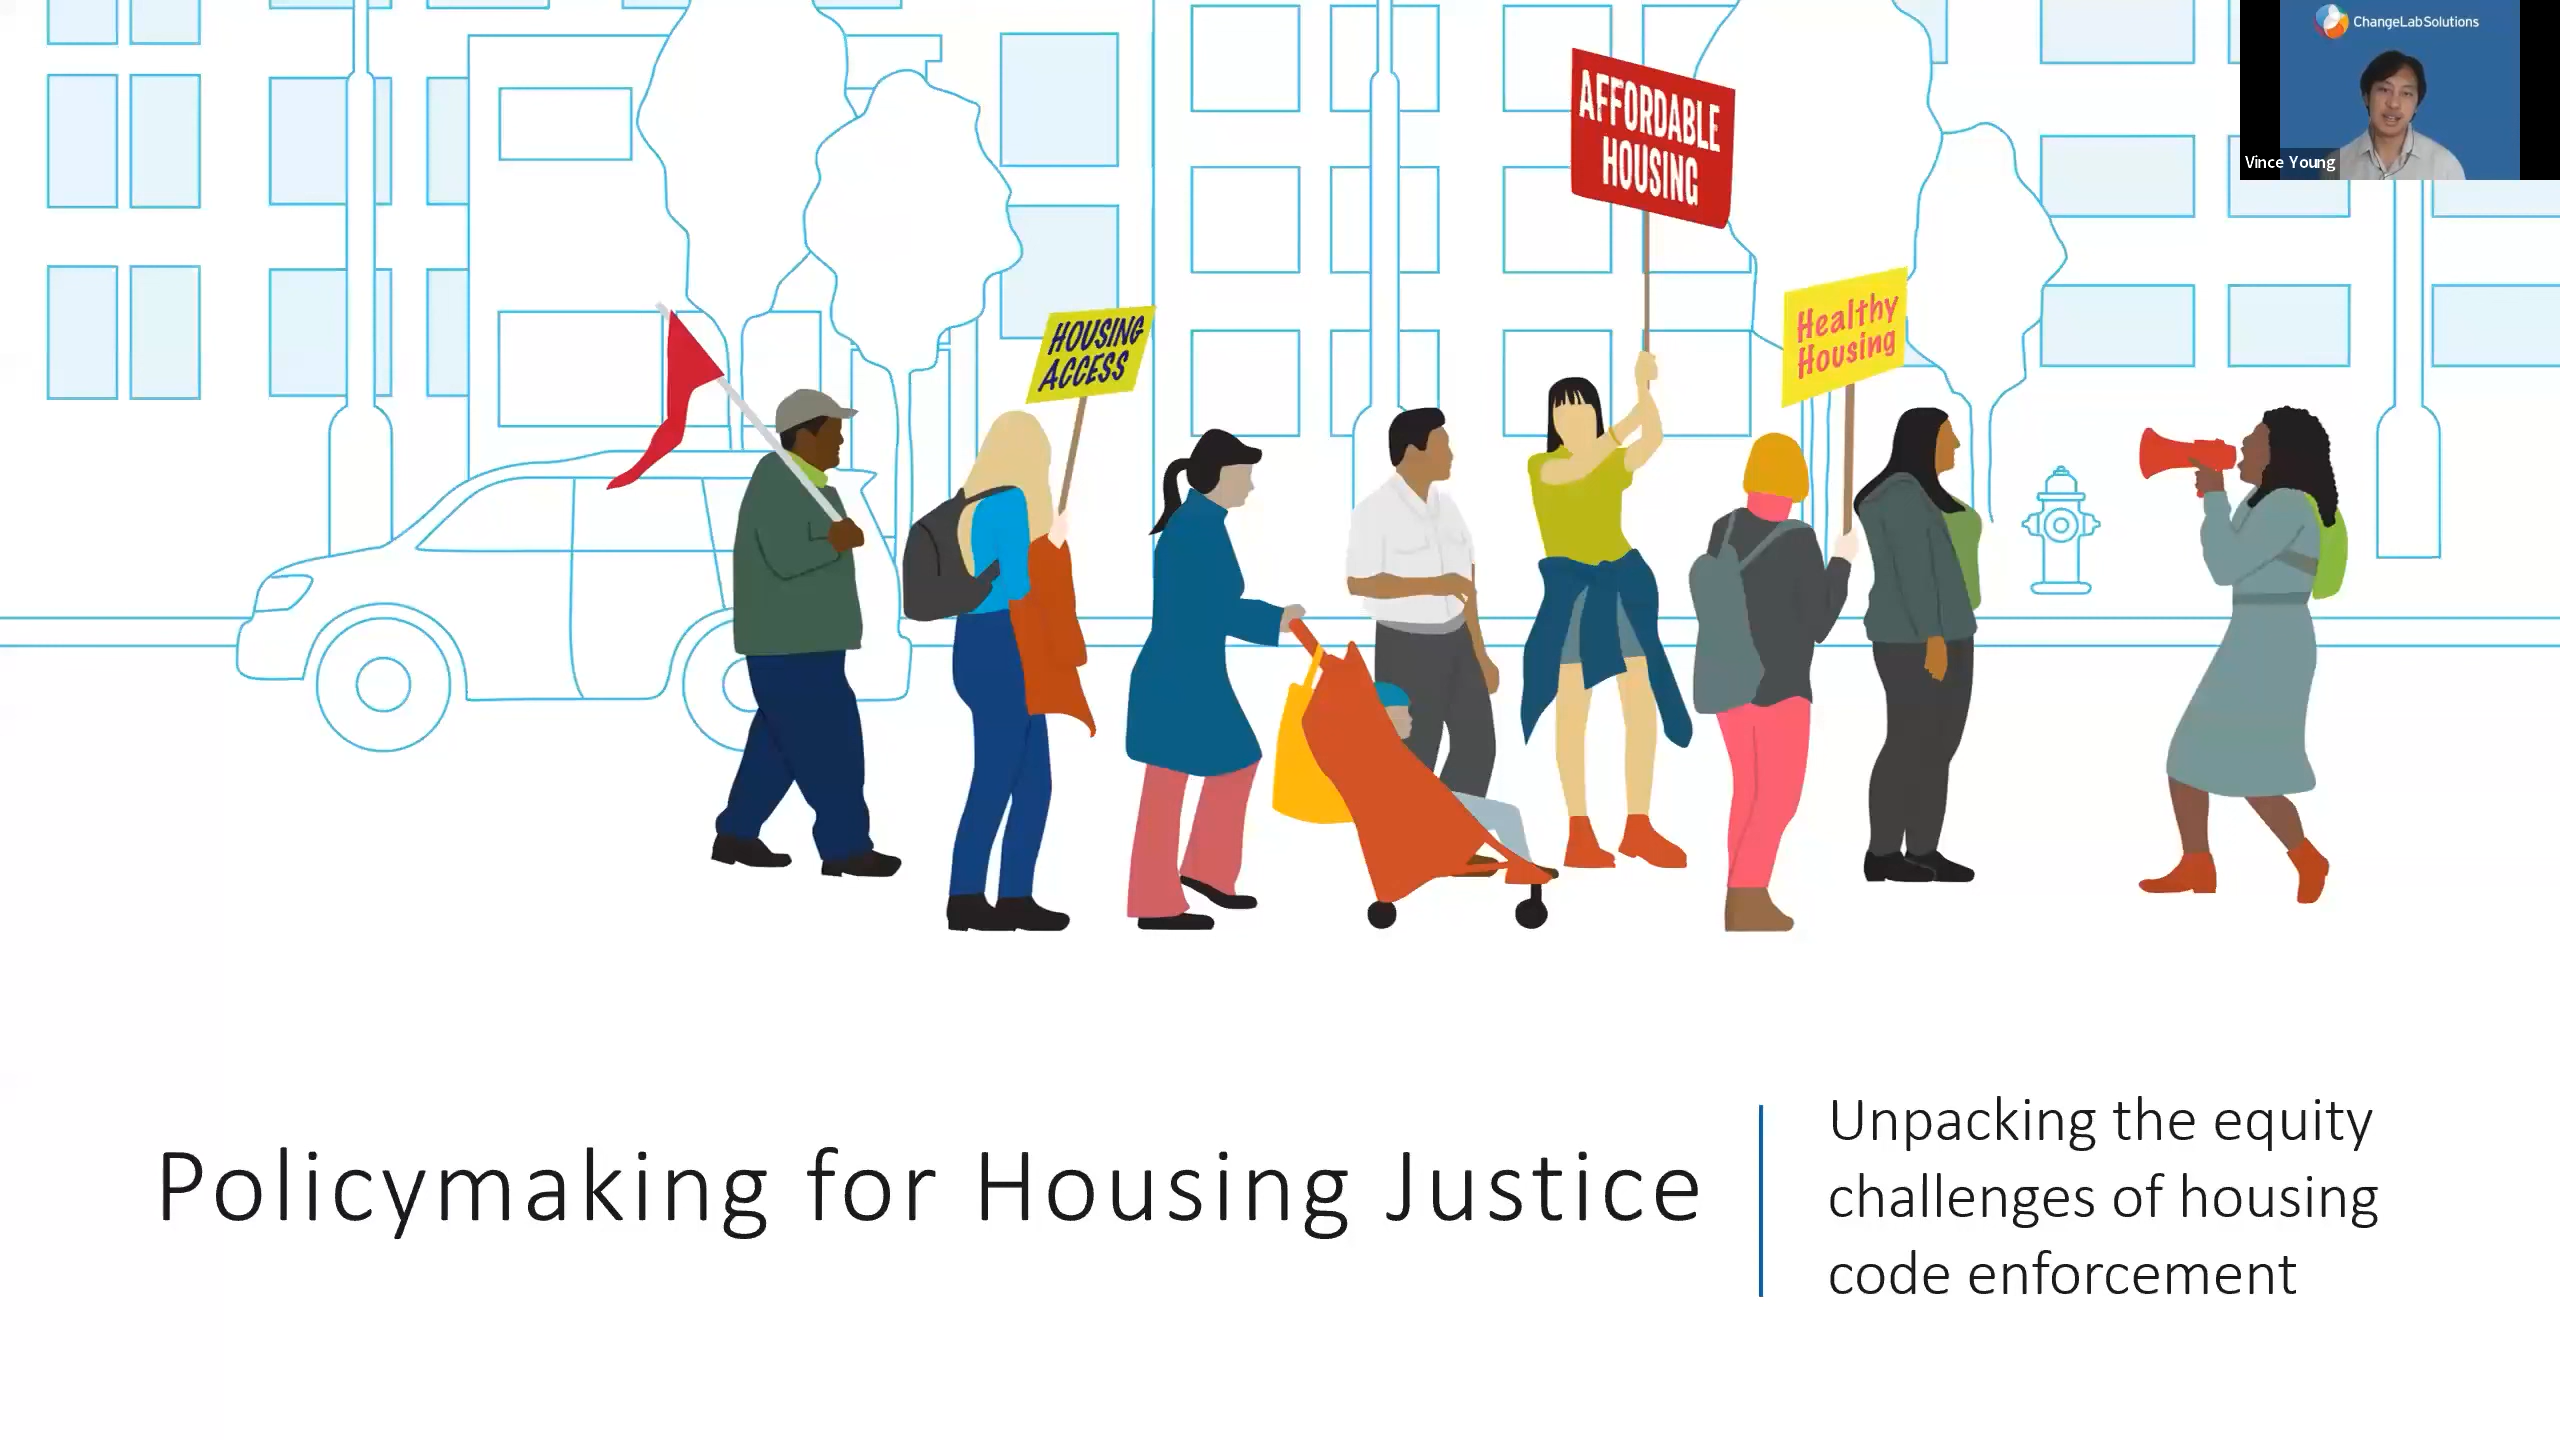 ChangeLabSolutions
Vince Young
AFFORDABLE
HOUSING
HOUSING
ACCESS
Healthy
Housing
Policymaking for Housing Justice
Unpacking the equity
challenges of housing
code enforcement